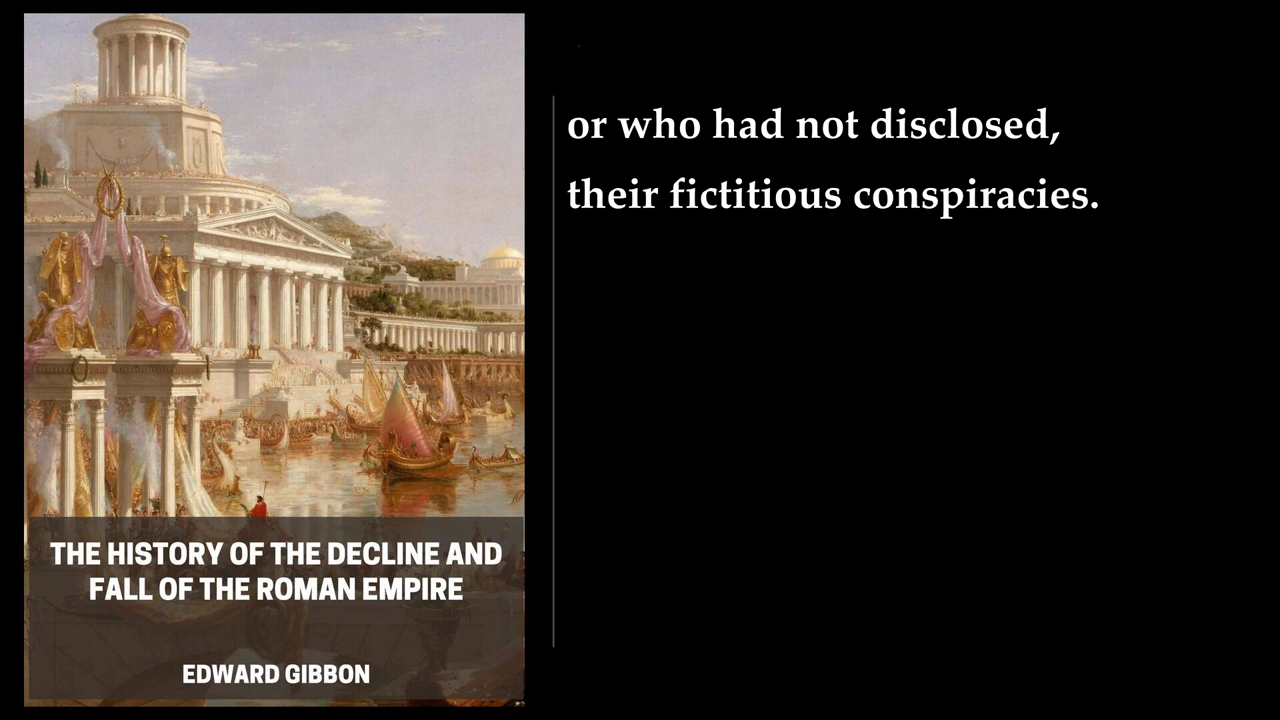 or who had not disclosed,
their fictitious conspiracies.
THE HISTORY OF THE DECLINE AND
FALL OF THE ROMAN EMPIRE
EDWARD GIBBON